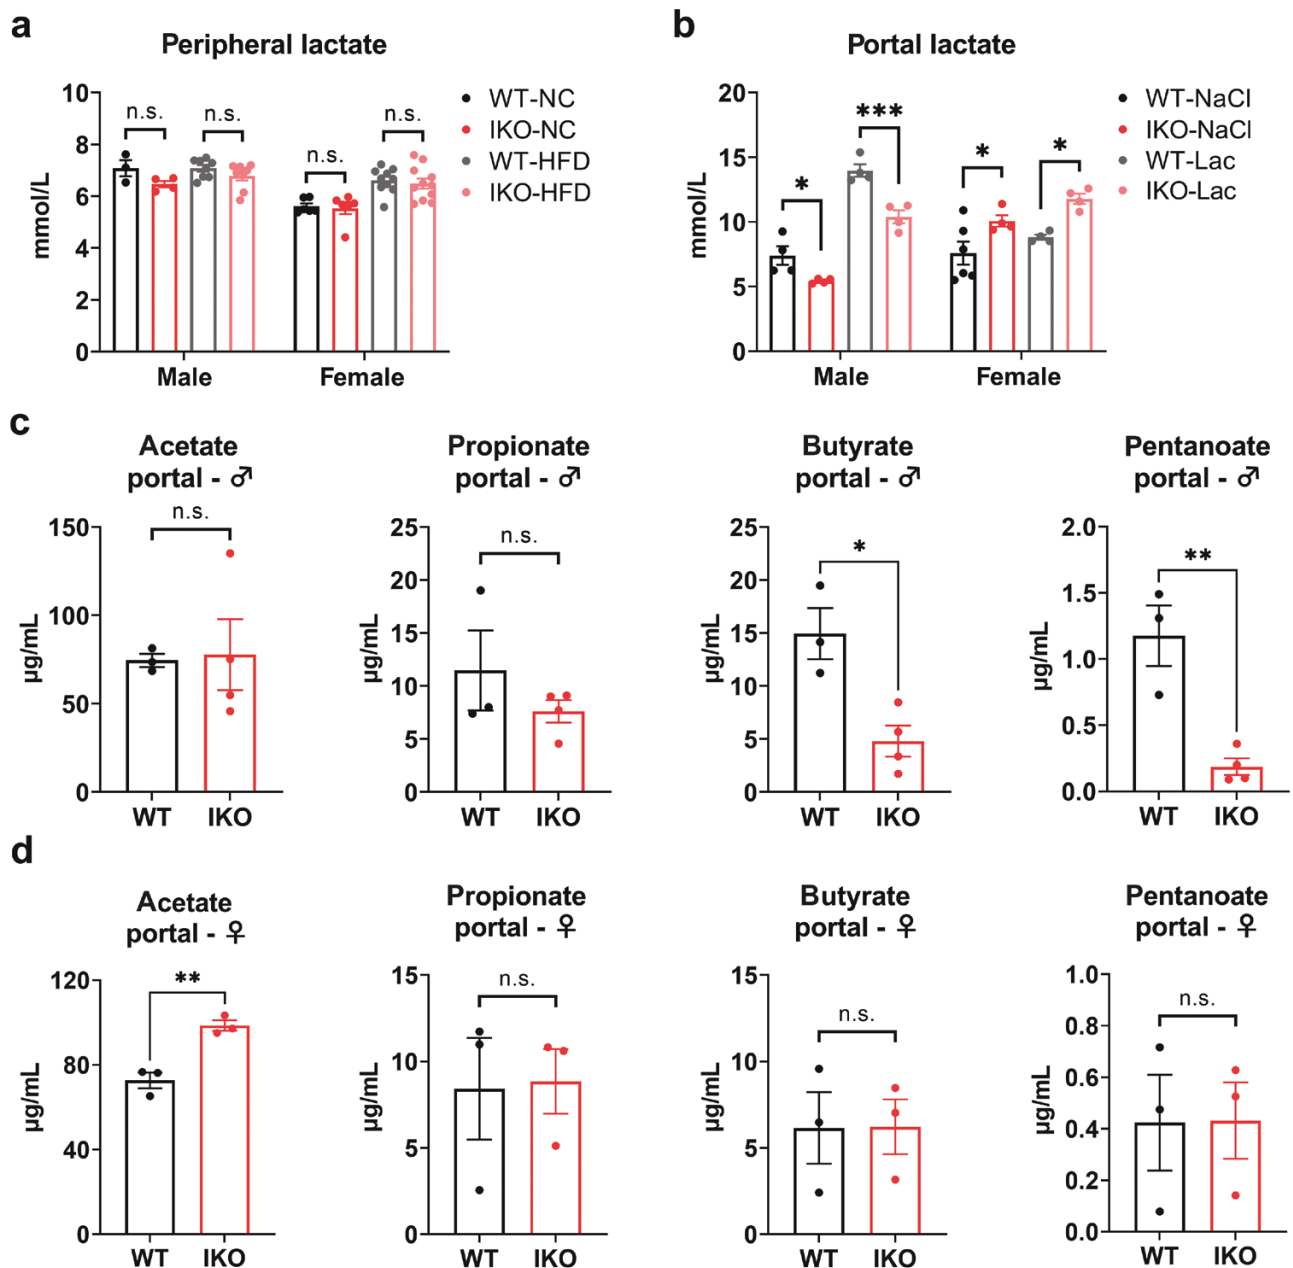 a
Peripheral lactate
mmol/L
10
8
6
4
2
0
n.s.
n.s.
n.s.
n.s.
Male
Female
WT-NC
IKO-NC
WT-HFD
IKO-HFD
b
Portal lactate
mmol/L
20
15
10
5
0
*
***
*
*
Male
Female
WT-NaCl
IKO-NaCl
WT-Lac
IKO-Lac
c
Acetate
portal - ♂
µg/mL
150
100
50
0
n.s.
WT
IKO
Propionate
portal - ♂
µg/mL
25
20
15
10
5
0
n.s.
WT
IKO
Butyrate
portal - ♂
µg/mL
25
20
15
10
5
0
*
WT
IKO
Pentanoate
portal - ♂
µg/mL
2.0
1.5
1.0
0.5
0.0
**
WT
IKO
d
Acetate
portal - ♀
µg/mL
120
80
40
0
**
WT
IKO
Propionate
portal - ♀
µg/mL
15
10
5
0
n.s.
WT
IKO
Butyrate
portal - ♀
µg/mL
15
10
5
0
n.s.
WT
IKO
Pentanoate
portal - ♀
µg/mL
1.0
0.8
0.6
0.4
0.2
0.0
n.s.
WT
IKO